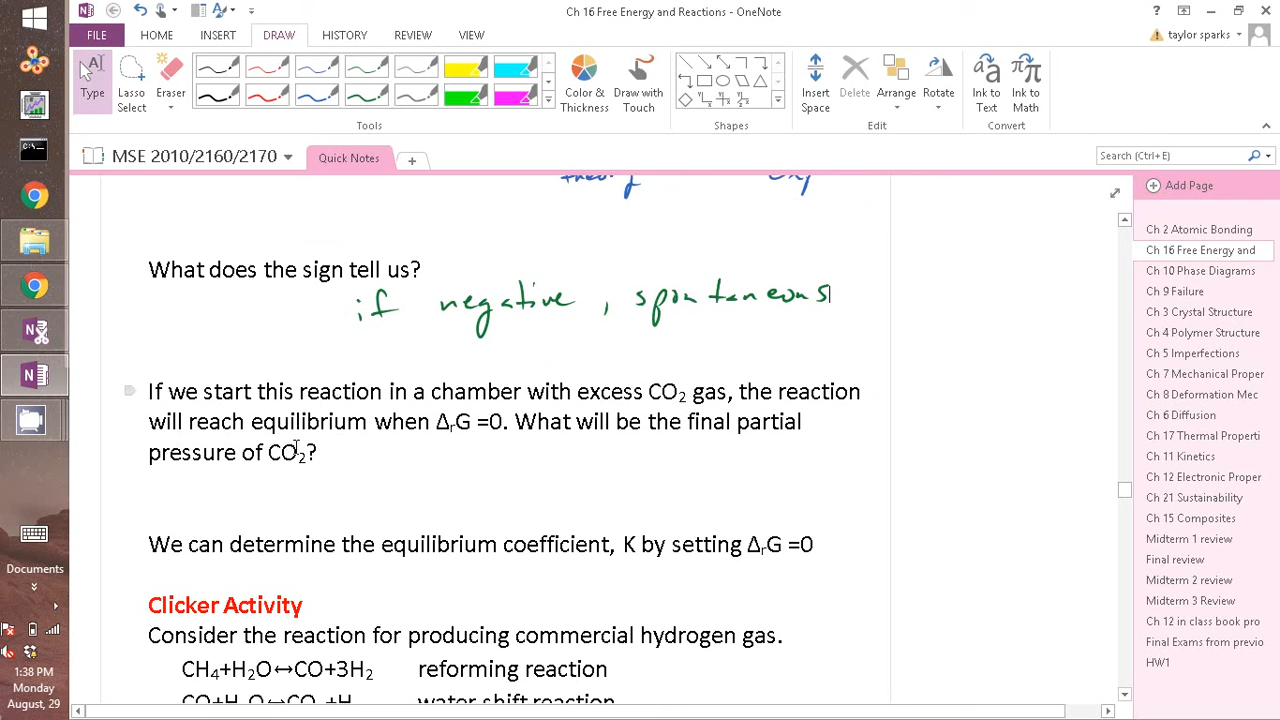 Ch 16 Free Energy and Reactions - OneNote
FILE HOME INSERT DRAW HISTORY REVIEW VIEW
taylor sparks
Type
Lasso Select
Eraser
Color & Thickness
Draw with Touch
Insert Space
Delete
Arrange
Rotate
Ink to Text
Ink to Math
Tools
Shapes
Edit
Convert
MSE 2010/2160/2170
Quick Notes
Search (Ctrl+E)
theory
What does the sign tell us?
if negative, spontaneous
If we start this reaction in a chamber with excess CO₂ gas, the reaction
will reach equilibrium when ΔᵣG =0. What will be the final partial
pressure of CO₂?
We can determine the equilibrium coefficient, K by setting ΔᵣG =0
Clicker Activity
Consider the reaction for producing commercial hydrogen gas.
CH₄+H₂O↔CO+3H₂ reforming reaction
CO+H₂O↔CO₂+H₂ water shift reaction
Add Page
Ch 2 Atomic Bonding
Ch 16 Free Energy and
Ch 10 Phase Diagrams
Ch 9 Failure
Ch 3 Crystal Structure
Ch 4 Polymer Structure
Ch 5 Imperfections
Ch 7 Mechanical Proper
Ch 8 Deformation Mec
Ch 6 Diffusion
Ch 17 Thermal Properti
Ch 11 Kinetics
Ch 12 Electronic Proper
Ch 21 Sustainability
Ch 15 Composites
Midterm 1 review
Final review
Midterm 2 review
Midterm 3 Review
Ch 12 in class book pro
Final Exams from previo
HW1
Documents
1:38 PM
Monday
August, 29